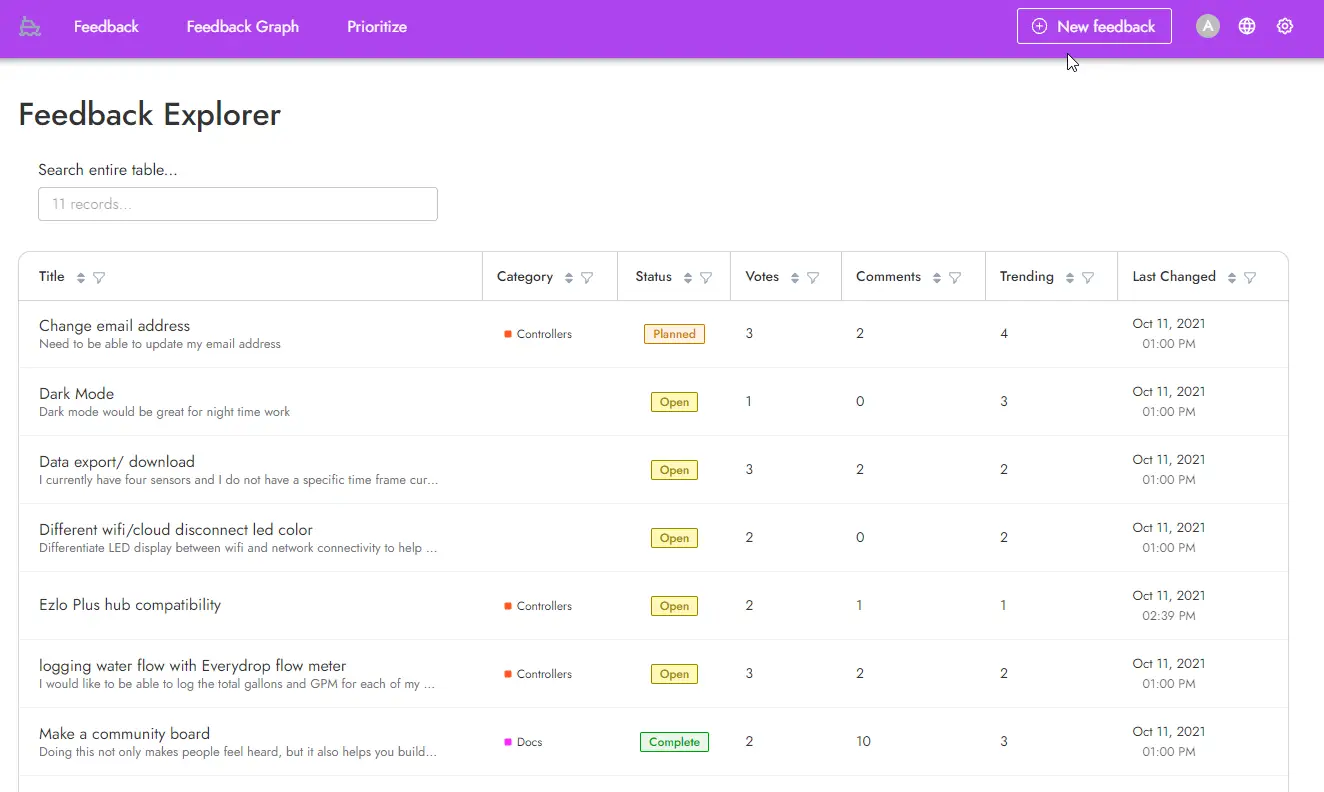 Feedback Feedback Graph Prioritize New feedback A
Feedback Explorer
Search entire table...
11 records...
Title Category Status Votes Comments Trending Last Changed
Change email address
Need to be able to update my email address
Controllers Planned 3 2 4 Oct 11, 2021
01:00 PM
Dark Mode
Dark mode would be great for night time work
Open 1 0 3 Oct 11, 2021
01:00 PM
Data export/ download
I currently have four sensors and I do not have a specific time frame cur...
Open 3 2 2 Oct 11, 2021
01:00 PM
Different wifi/cloud disconnect led color
Differentiate LED display between wifi and network connectivity to help ...
Open 2 0 2 Oct 11, 2021
01:00 PM
Ezlo Plus hub compatibility
Controllers Open 2 1 1 Oct 11, 2021
02:39 PM
logging water flow with Everydrop flow meter
I would like to be able to log the total gallons and GPM for each of my ...
Controllers Open 3 2 2 Oct 11, 2021
01:00 PM
Make a community board
Doing this not only makes people feel heard, but it also helps you build...
Docs Complete 2 10 3 Oct 11, 2021
01:00 PM